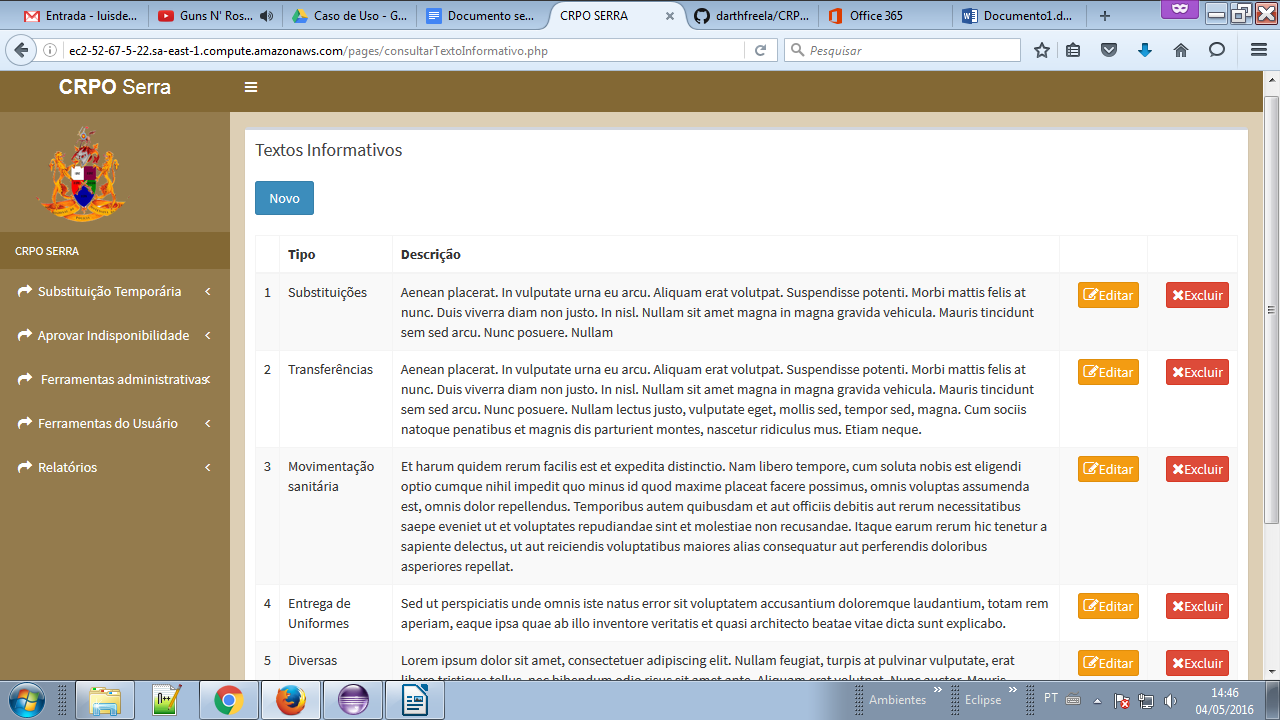 Entrada - luisde...
Guns N' Ros...
Caso de Uso - G...
Documento se...
CRPO SERRA
darthfreela/CRP...
Office 365
Documento1.d...
ec2-52-67-5-22.sa-east-1.compute.amazonaws.com/pages/consultarTextoInformativo.php
Pesquisar
CRPO Serra
CRPO SERRA
Substituição Temporária
Aprovar Indisponibilidade
Ferramentas administrativas
Ferramentas do Usuário
Relatórios
Textos Informativos
Novo
Tipo Descrição
1 Substituições Aenean placerat. In vulputate urna eu arcu. Aliquam erat volutpat. Suspendisse potenti. Morbi mattis felis at Editar Excluir
nunc. Duis viverra diam non justo. In nisl. Nullam sit amet magna in magna gravida vehicula. Mauris tincidunt
sem sed arcu. Nunc posuere. Nullam
2 Transferências Aenean placerat. In vulputate urna eu arcu. Aliquam erat volutpat. Suspendisse potenti. Morbi mattis felis at Editar Excluir
nunc. Duis viverra diam non justo. In nisl. Nullam sit amet magna in magna gravida vehicula. Mauris tincidunt
sem sed arcu. Nunc posuere. Nullam lectus justo, vulputate eget, mollis sed, tempor sed, magna. Cum sociis
natoque penatibus et magnis dis parturient montes, nascetur ridiculus mus. Etiam neque.
3 Movimentação Et harum quidem rerum facilis est et expedita distinctio. Nam libero tempore, cum soluta nobis est eligendi Editar Excluir
sanitária optio cumque nihil impedit quo minus id quod maxime placeat facere possimus, omnis voluptas assumenda
est, omnis dolor repellendus. Temporibus autem quibusdam et aut officiis debitis aut rerum necessitatibus
saepe eveniet ut et voluptates repudiandae sint et molestiae non recusandae. Itaque earum rerum hic tenetur a
sapiente delectus, ut aut reiciendis voluptatibus maiores alias consequatur aut perferendis doloribus
asperiores repellat.
4 Entrega de Sed ut perspiciatis unde omnis iste natus error sit voluptatem accusantium doloremque laudantium, totam rem Editar Excluir
Uniformes aperiam, eaque ipsa quae ab illo inventore veritatis et quasi architecto beatae vitae dicta sunt explicabo.
5 Diversas Lorem ipsum dolor sit amet, consectetuer adipiscing elit. Nullam feugiat, turpis at pulvinar vulputate, erat Editar Excluir
libero tristique tellus, nec bibendum odio risus sit amet ante. Aliquam erat volutpat. Nunc auctor. Mauris
Ambientes Eclipse PT 14:46
04/05/2016